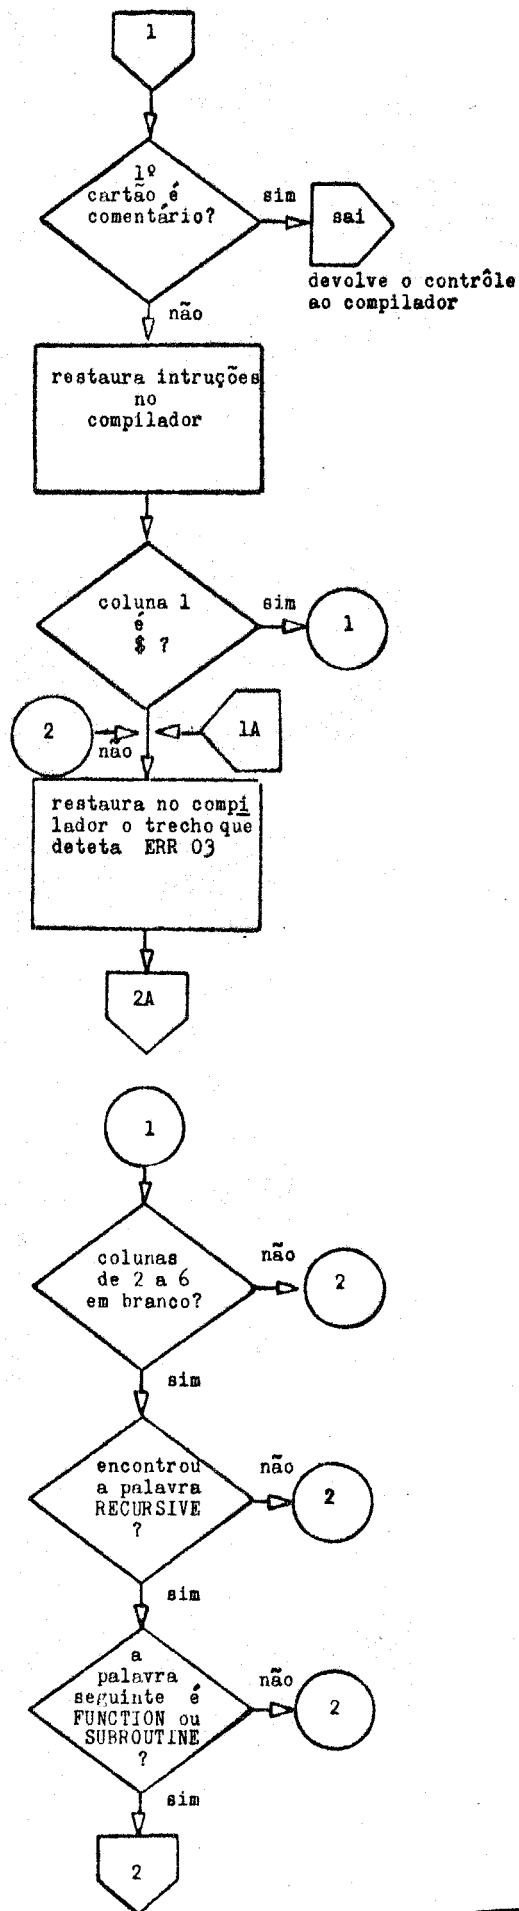 1
1º
cartão é
comentário?
sim
sai
devolve o contrôle
ao compilador
não
restaura intruções
no
compilador
coluna 1
é
$ ?
sim
1
2
não
1A
restaura no compi
lador o trecho que
deteta ERR 03
2A
1
colunas
de 2 a 6
em branco?
não
2
sim
encontrou
a palavra
RECURSIVE
?
não
2
sim
a
palavra
seguinte é
FUNCTION ou
SUBROUTINE
?
não
2
sim
2